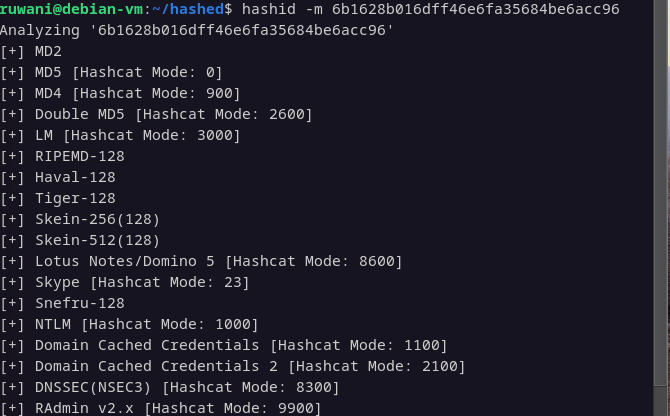 ruwani@debian-vm:~/hashed$ hashid -m 6b1628b016dff46e6fa35684be6acc96
Analyzing '6b1628b016dff46e6fa35684be6acc96'
[+] MD2
[+] MD5 [Hashcat Mode: 0]
[+] MD4 [Hashcat Mode: 900]
[+] Double MD5 [Hashcat Mode: 2600]
[+] LM [Hashcat Mode: 3000]
[+] RIPEMD-128
[+] Haval-128
[+] Tiger-128
[+] Skein-256(128)
[+] Skein-512(128)
[+] Lotus Notes/Domino 5 [Hashcat Mode: 8600]
[+] Skype [Hashcat Mode: 23]
[+] Snefru-128
[+] NTLM [Hashcat Mode: 1000]
[+] Domain Cached Credentials [Hashcat Mode: 1100]
[+] Domain Cached Credentials 2 [Hashcat Mode: 2100]
[+] DNSSEC(NSEC3) [Hashcat Mode: 8300]
[+] RAdmin v2.x [Hashcat Mode: 9900]